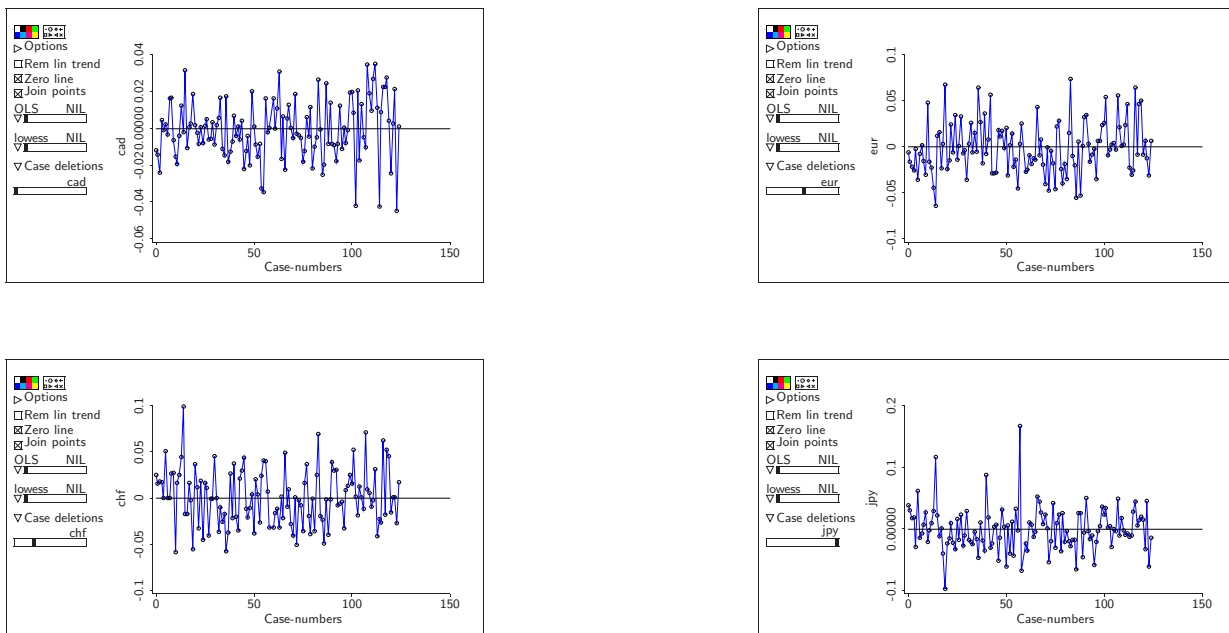 Options
Rem lin trend
Zero line
Join points
OLS NIL
lowess NIL
Case deletions
cad
cad
0.04
0.02
0.00000
-0.02
-0.04
-0.06
0 50 100 150
Case-numbers
Options
Rem lin trend
Zero line
Join points
OLS NIL
lowess NIL
Case deletions
eur
eur
0.1
0.05
0
-0.05
-0.1
0 50 100 150
Case-numbers
Options
Rem lin trend
Zero line
Join points
OLS NIL
lowess NIL
Case deletions
chf
chf
0.1
0.05
0
-0.05
-0.1
0 50 100 150
Case-numbers
Options
Rem lin trend
Zero line
Join points
OLS NIL
lowess NIL
Case deletions
jpy
jpy
0.2
0.1
0.00000
-0.1
0 50 100 150
Case-numbers